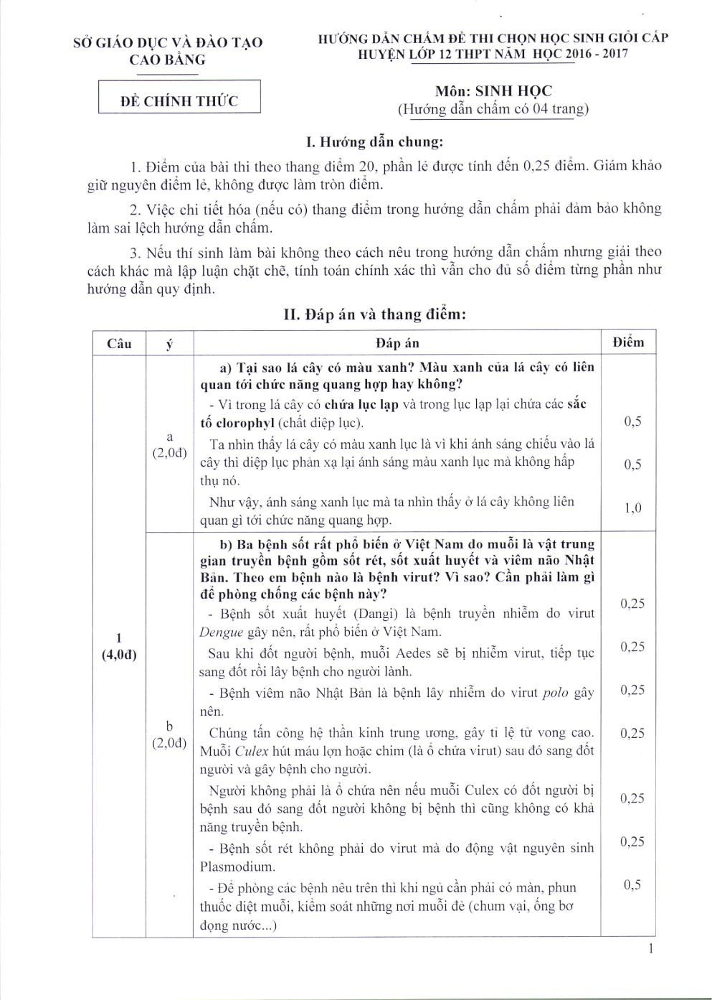 SỞ GIÁO DỤC VÀ ĐÀO TẠO
CAO BẰNG
ĐỀ CHÍNH THỨC
HƯỚNG DẪN CHẤM ĐỀ THI CHỌN HỌC SINH GIỎI CẤP
HUYỆN LỚP 12 THPT NĂM HỌC 2016 - 2017
Môn: SINH HỌC
(Hướng dẫn chấm có 04 trang)
I. Hướng dẫn chung:
1. Điểm của bài thi theo thang điểm 20, phần lẻ được tính đến 0,25 điểm. Giám khảo
giữ nguyên điểm lẻ, không được làm tròn điểm.
2. Việc chi tiết hóa (nếu có) thang điểm trong hướng dẫn chấm phải đảm bảo không
làm sai lệch hướng dẫn chấm.
3. Nếu thí sinh làm bài không theo cách nêu trong hướng dẫn chấm nhưng giải theo
cách khác mà lập luận chặt chẽ, tính toán chính xác thì vẫn cho đủ số điểm từng phần như
hướng dẫn quy định.
II. Đáp án và thang điểm:
Câu ý Đáp án Điểm
1
(4,0đ)
a
(2,0đ)
a) Tại sao lá cây có màu xanh? Màu xanh của lá cây có liên
quan tới chức năng quang hợp hay không?
- Vì trong lá cây có chứa lục lạp và trong lục lạp lại chứa các sắc
tố clorophyl (chất diệp lục).
0,5
Ta nhìn thấy lá cây có màu xanh lục là vì khi ánh sáng chiếu vào lá
cây thì diệp lục phản xạ lại ánh sáng màu xanh lục mà không hấp
thụ nó.
0,5
Như vậy, ánh sáng xanh lục mà ta nhìn thấy ở lá cây không liên
quan gì tới chức năng quang hợp.
1,0
b
(2,0đ)
b) Ba bệnh sốt rất phổ biến ở Việt Nam do muỗi là vật trung
gian truyền bệnh gồm sốt rét, sốt xuất huyết và viêm não Nhật
Bản. Theo em bệnh nào là bệnh virut? Vì sao? Cần phải làm gì
để phòng chống các bệnh này?
- Bệnh sốt xuất huyết (Dangi) là bệnh truyền nhiễm do virut
Dengue gây nên, rất phổ biến ở Việt Nam.
0,25
Sau khi đốt người bệnh, muỗi Aedes sẽ bị nhiễm virut, tiếp tục
sang đốt rồi lây bệnh cho người lành.
0,25
- Bệnh viêm não Nhật Bản là bệnh lây nhiễm do virut polo gây
nên.
0,25
Chúng tấn công hệ thần kinh trung ương, gây tỉ lệ tử vong cao.
Muỗi Culex hút máu lợn hoặc chim (là ổ chứa virut) sau đó sang đốt
người và gây bệnh cho người.
0,25
Người không phải là ổ chứa nên nếu muỗi Culex có đốt người bị
bệnh sau đó sang đốt người không bị bệnh thì cũng không có khả
năng truyền bệnh.
0,25
- Bệnh sốt rét không phải do virut mà do động vật nguyên sinh
Plasmodium.
0,25
- Để phòng các bệnh nêu trên thì khi ngủ cần phải có màn, phun
thuốc diệt muỗi, kiểm soát những nơi muỗi đẻ (chum vại, ống bơ
đọng nước...)
0,5
1